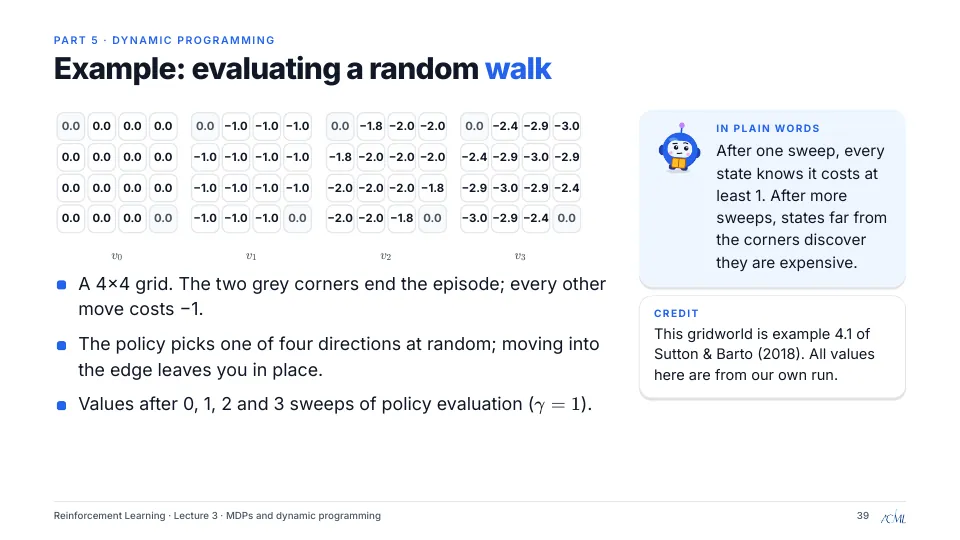 PART 5 · DYNAMIC PROGRAMMING
Example: evaluating a random walk
0.0 0.0 0.0 0.0 0.0 −1.0 −1.0 −1.0 0.0 −1.8 −2.0 −2.0 0.0 −2.4 −2.9 −3.0
0.0 0.0 0.0 0.0 −1.0 −1.0 −1.0 −1.0 −1.8 −2.0 −2.0 −2.0 −2.4 −2.9 −3.0 −2.9
0.0 0.0 0.0 0.0 −1.0 −1.0 −1.0 −1.0 −2.0 −2.0 −2.0 −1.8 −2.9 −3.0 −2.9 −2.4
0.0 0.0 0.0 0.0 −1.0 −1.0 −1.0 0.0 −2.0 −2.0 −1.8 0.0 −3.0 −2.9 −2.4 0.0
v₀ v₁ v₂ v₃
A 4×4 grid. The two grey corners end the episode; every other
move costs −1.
The policy picks one of four directions at random; moving into
the edge leaves you in place.
Values after 0, 1, 2 and 3 sweeps of policy evaluation (γ = 1).
IN PLAIN WORDS
After one sweep, every
state knows it costs at
least 1. After more
sweeps, states far from
the corners discover
they are expensive.
CREDIT
This gridworld is example 4.1 of
Sutton & Barto (2018). All values
here are from our own run.
Reinforcement Learning · Lecture 3 · MDPs and dynamic programming
39
ACML